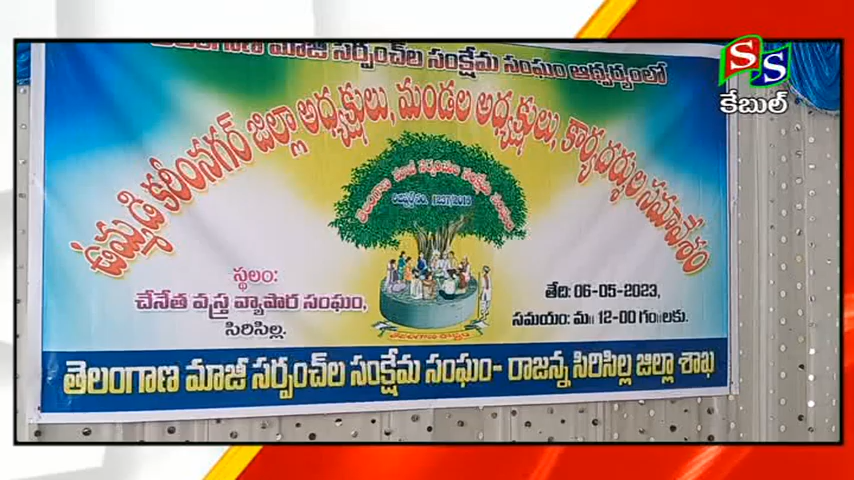 తెలంగాణ మాజీ సర్పంచ్‌ల సంక్షేమ సంఘం ఆధ్వర్యంలో
SS
కేబుల్
ఉమ్మడి కరీంనగర్ జిల్లా అధ్యక్షులు, మండల అధ్యక్షులు, కార్యదర్శుల సమావేశం
తెలంగాణ మాజీ సర్పంచుల సంక్షేమ సంఘం
స్థలం:
చేనేత వస్త్ర వ్యాపార సంఘం,
సిరిసిల్ల.
తేది: 06-05-2023,
సమయం: మ॥ 12-00 గం॥లకు.
తెలంగాణ రాష్ట్రం
తెలంగాణ మాజీ సర్పంచ్‌ల సంక్షేమ సంఘం- రాజన్న సిరిసిల్ల జిల్లా శాఖ